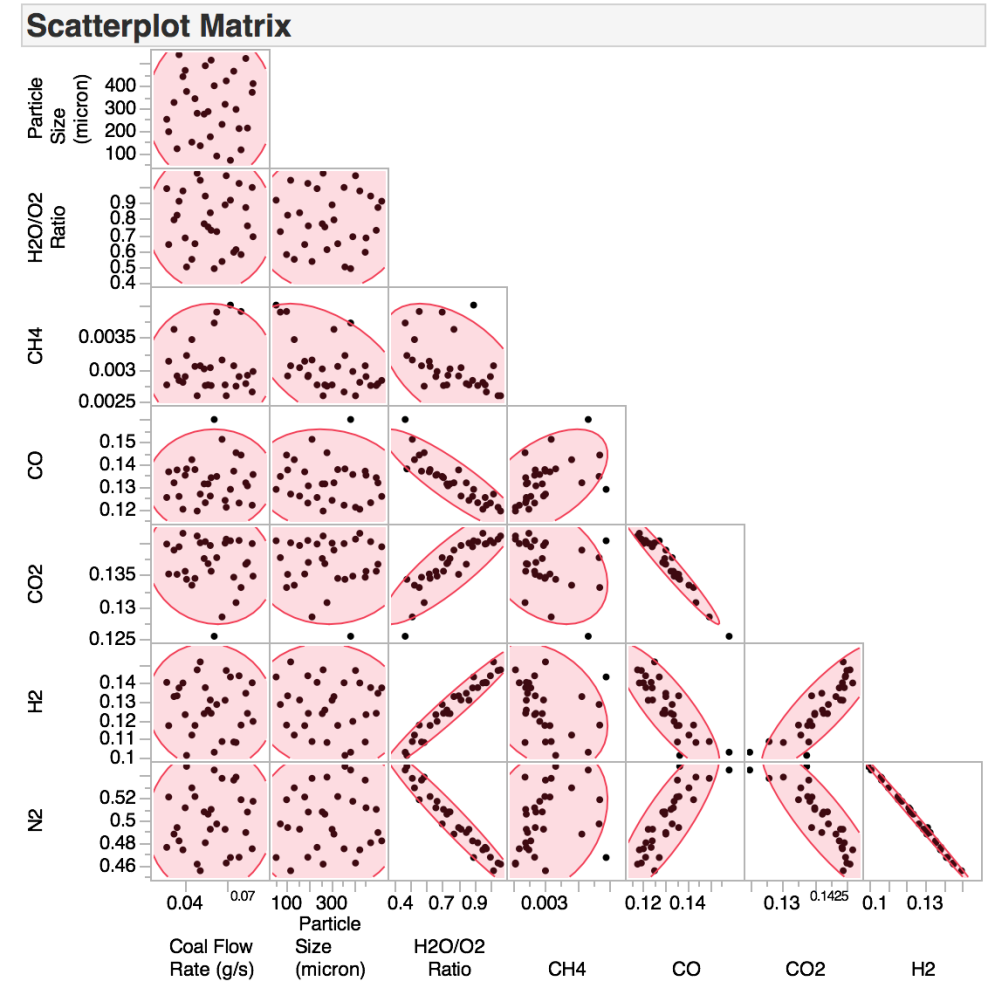 Scatterplot Matrix
Particle
Size
(micron)
400
300
200
100
H2O/O2
Ratio
0.9
0.8
0.7
0.6
0.5
0.4
CH4
0.0035
0.003
0.0025
CO
0.15
0.14
0.13
0.12
CO2
0.135
0.13
0.125
H2
0.14
0.13
0.12
0.11
0.1
N2
0.52
0.5
0.48
0.46
0.04 0.07 100 300 0.4 0.7 0.9 0.003 0.12 0.14 0.13 0.1425 0.1 0.13
Coal Flow
Rate (g/s)
Particle
Size
(micron)
H2O/O2
Ratio
CH4
CO
CO2
H2